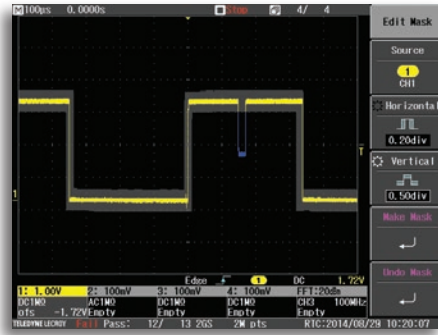 M 100µs 0.0000s Stop 4/ 4
Edit Mask
Source
1
CH1
Horizontal
0.20div
Vertical
0.50div
Make Mask
Undo Mask
T
1
Edge 1 DC 1.72V
1: 1.00V 2: 100mV 3: 100mV 4: 100mV FFT:20dB
DC1MΩ AC1MΩ DC1MΩ DC1MΩ CH3 100MHz
ofs -1.72V Empty Empty Empty Empty
TELEDYNE LECROY Fail Pass: 12/ 13 2GS 2M pts RTC:2014/08/29 10:20:07